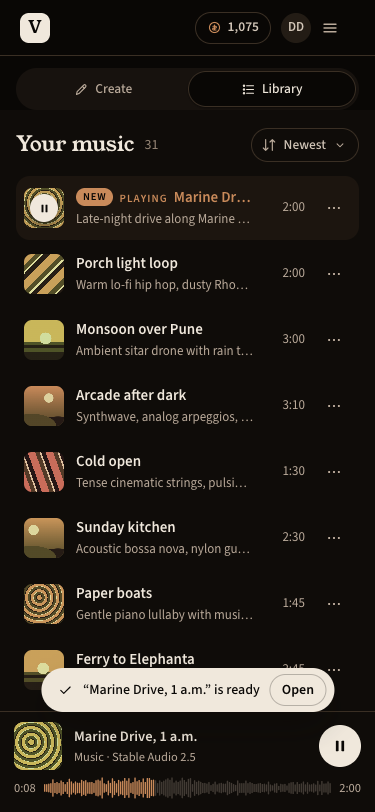 V
1,075
DD
Create
Library
Your music 31
Newest
NEW PLAYING Marine Dr…
Late-night drive along Marine …
2:00
Porch light loop
Warm lo-fi hip hop, dusty Rho…
2:00
Monsoon over Pune
Ambient sitar drone with rain t…
3:00
Arcade after dark
Synthwave, analog arpeggios, …
3:10
Cold open
Tense cinematic strings, pulsi…
1:30
Sunday kitchen
Acoustic bossa nova, nylon gu…
2:30
Paper boats
Gentle piano lullaby with musi…
1:45
Ferry to Elephanta
“Marine Drive, 1 a.m.” is ready
Open
Marine Drive, 1 a.m.
Music · Stable Audio 2.5
0:08
2:00